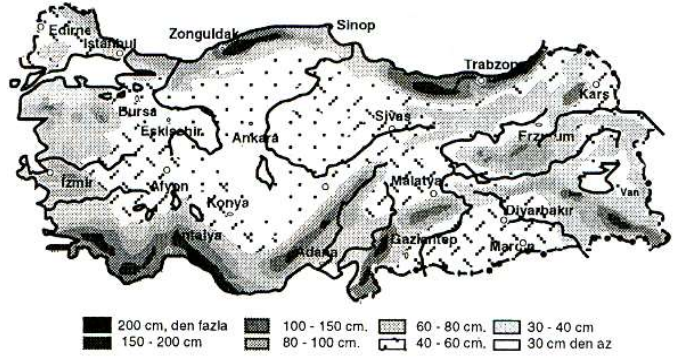 Sinop
Edirne
Zonguldak
İstanbul
Trabzon
Kars
Bursa
Sivas
Eskisehir
Ankara
Erzurum
İzmir
Afyon
Malatya
Van
Konya
Diyarbakır
Antalya
Gaziantep
Mardin
Adana
200 cm, den fazla
100 - 150 cm.
60 - 80 cm.
30 - 40 cm
150 - 200 cm
80 - 100 cm.
40 - 60 cm.
30 cm den az